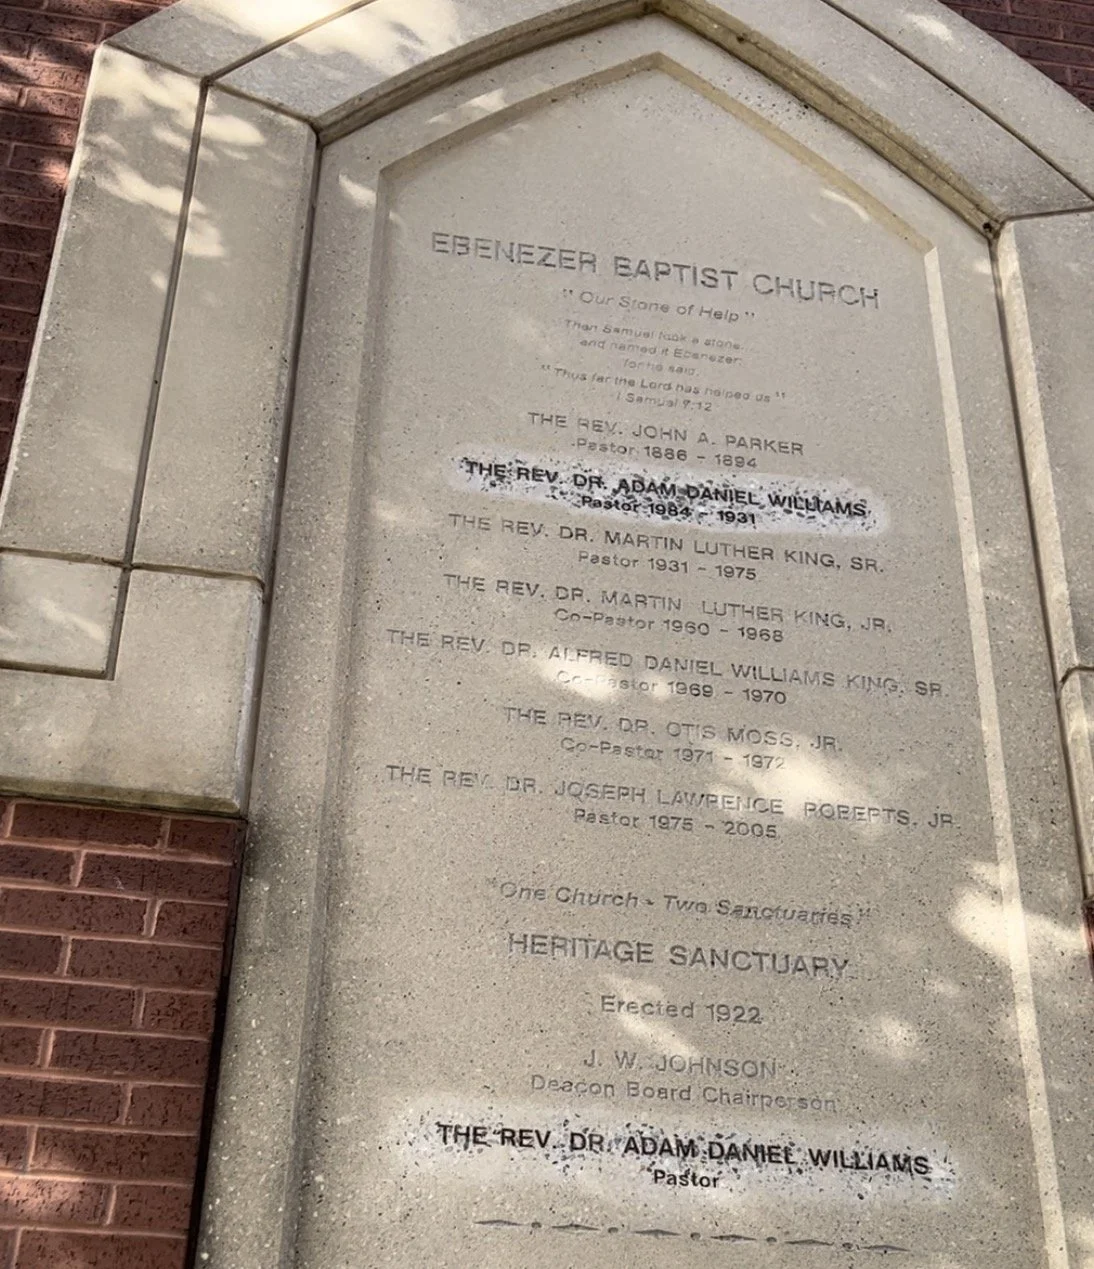 EBENEZER BAPTIST CHURCH
"Our Stone of Help"
Then Samuel took a stone...
and named it Ebenezer;
for he said,
"Thus far the Lord has helped us"
I Samuel 7:12
THE REV. JOHN A. PARKER
Pastor 1886 - 1894
THE REV. DR. ADAM DANIEL WILLIAMS
Pastor 1984 - 1931
THE REV. DR. MARTIN LUTHER KING, SR.
Pastor 1931 - 1975
THE REV. DR. MARTIN LUTHER KING, JR.
Co-Pastor 1960 - 1968
THE REV. DR. ALFRED DANIEL WILLIAMS KING, SR.
Co-Pastor 1969 - 1970
THE REV. DR. OTIS MOSS, JR.
Co-Pastor 1971 - 1972
THE REV. DR. JOSEPH LAWRENCE ROBERTS, JR.
Pastor 1975 - 2005
"One Church - Two Sanctuaries"
HERITAGE SANCTUARY
Erected 1922
J. W. JOHNSON
Deacon Board Chairperson
THE REV. DR. ADAM DANIEL WILLIAMS
Pastor